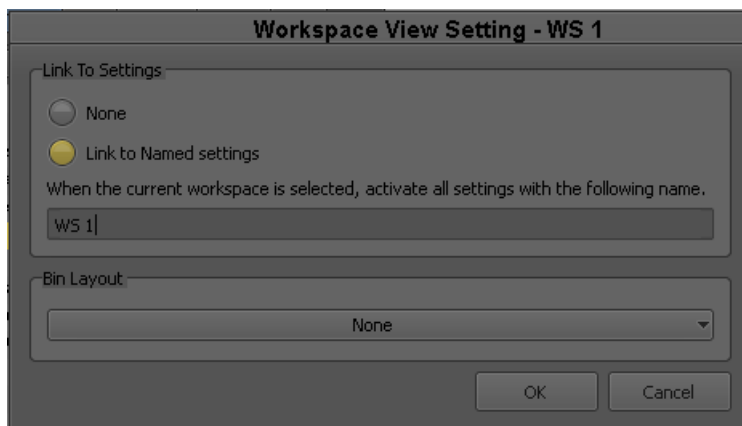 Workspace View Setting - WS 1
Link To Settings
None
Link to Named settings
When the current workspace is selected, activate all settings with the following name.
WS 1
Bin Layout
None
OK Cancel